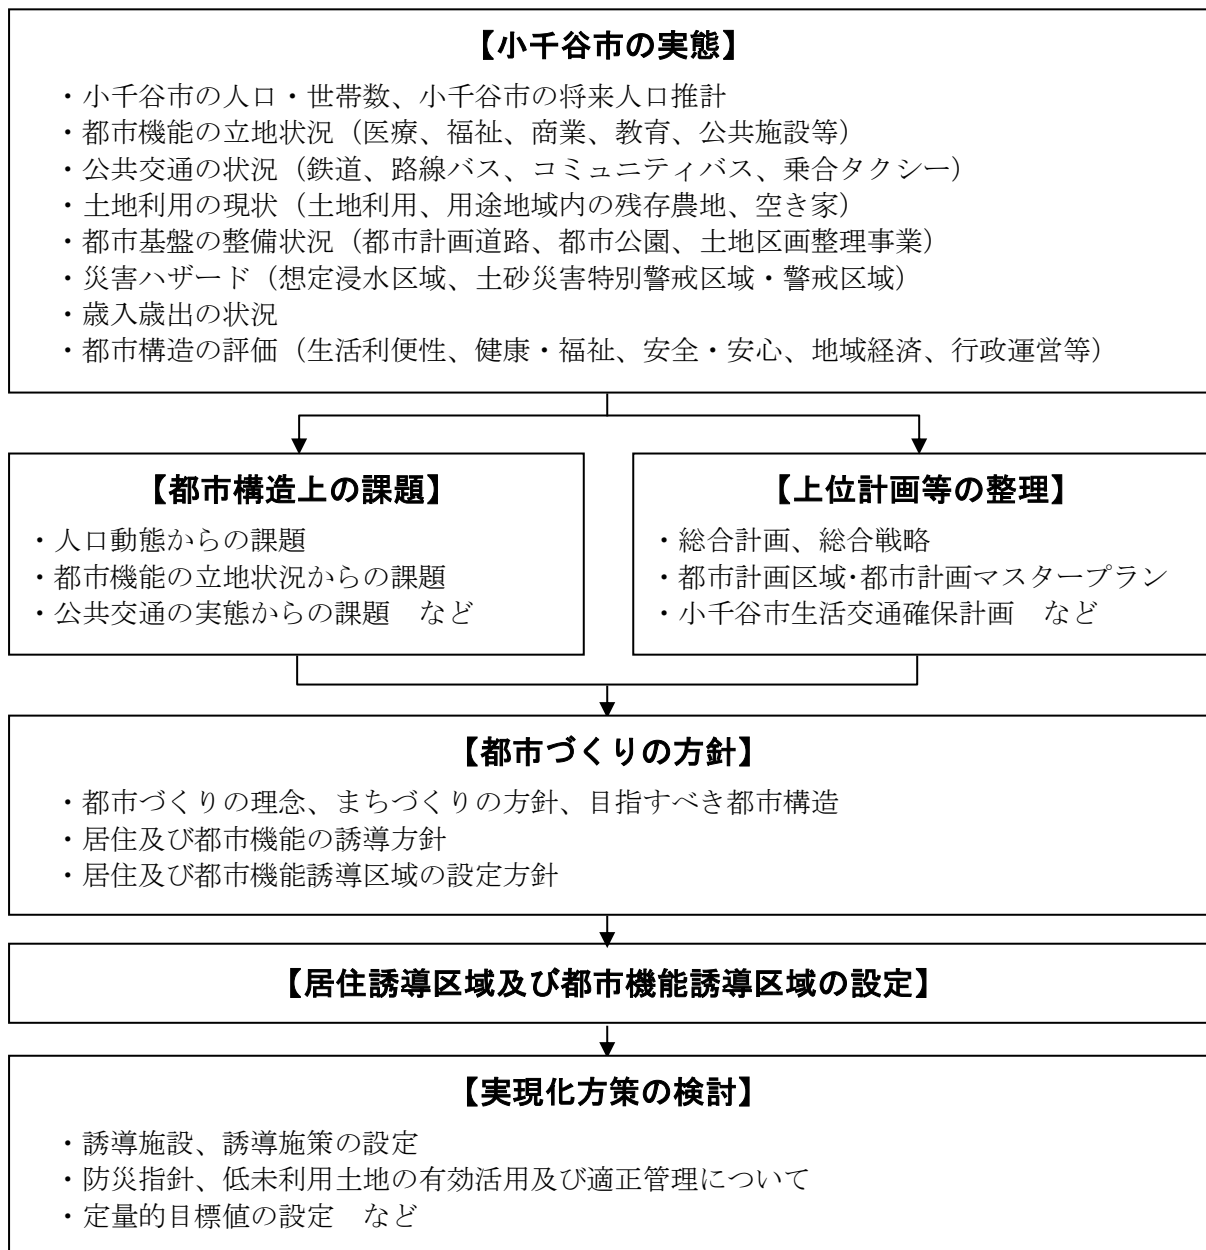 【小千谷市の実態】
・小千谷市の人口・世帯数、小千谷市の将来人口推計
・都市機能の立地状況（医療、福祉、商業、教育、公共施設等）
・公共交通の状況（鉄道、路線バス、コミュニティバス、乗合タクシー）
・土地利用の現状（土地利用、用途地域内の残存農地、空き家）
・都市基盤の整備状況（都市計画道路、都市公園、土地区画整理事業）
・災害ハザード（想定浸水区域、土砂災害特別警戒区域・警戒区域）
・歳入歳出の状況
・都市構造の評価（生活利便性、健康・福祉、安全・安心、地域経済、行政運営等）
【都市構造上の課題】
・人口動態からの課題
・都市機能の立地状況からの課題
・公共交通の実態からの課題　など
【上位計画等の整理】
・総合計画、総合戦略
・都市計画区域･都市計画マスタープラン
・小千谷市生活交通確保計画　など
【都市づくりの方針】
・都市づくりの理念、まちづくりの方針、目指すべき都市構造
・居住及び都市機能の誘導方針
・居住及び都市機能誘導区域の設定方針
【居住誘導区域及び都市機能誘導区域の設定】
【実現化方策の検討】
・誘導施設、誘導施策の設定
・防災指針、低未利用土地の有効活用及び適正管理について
・定量的目標値の設定　など